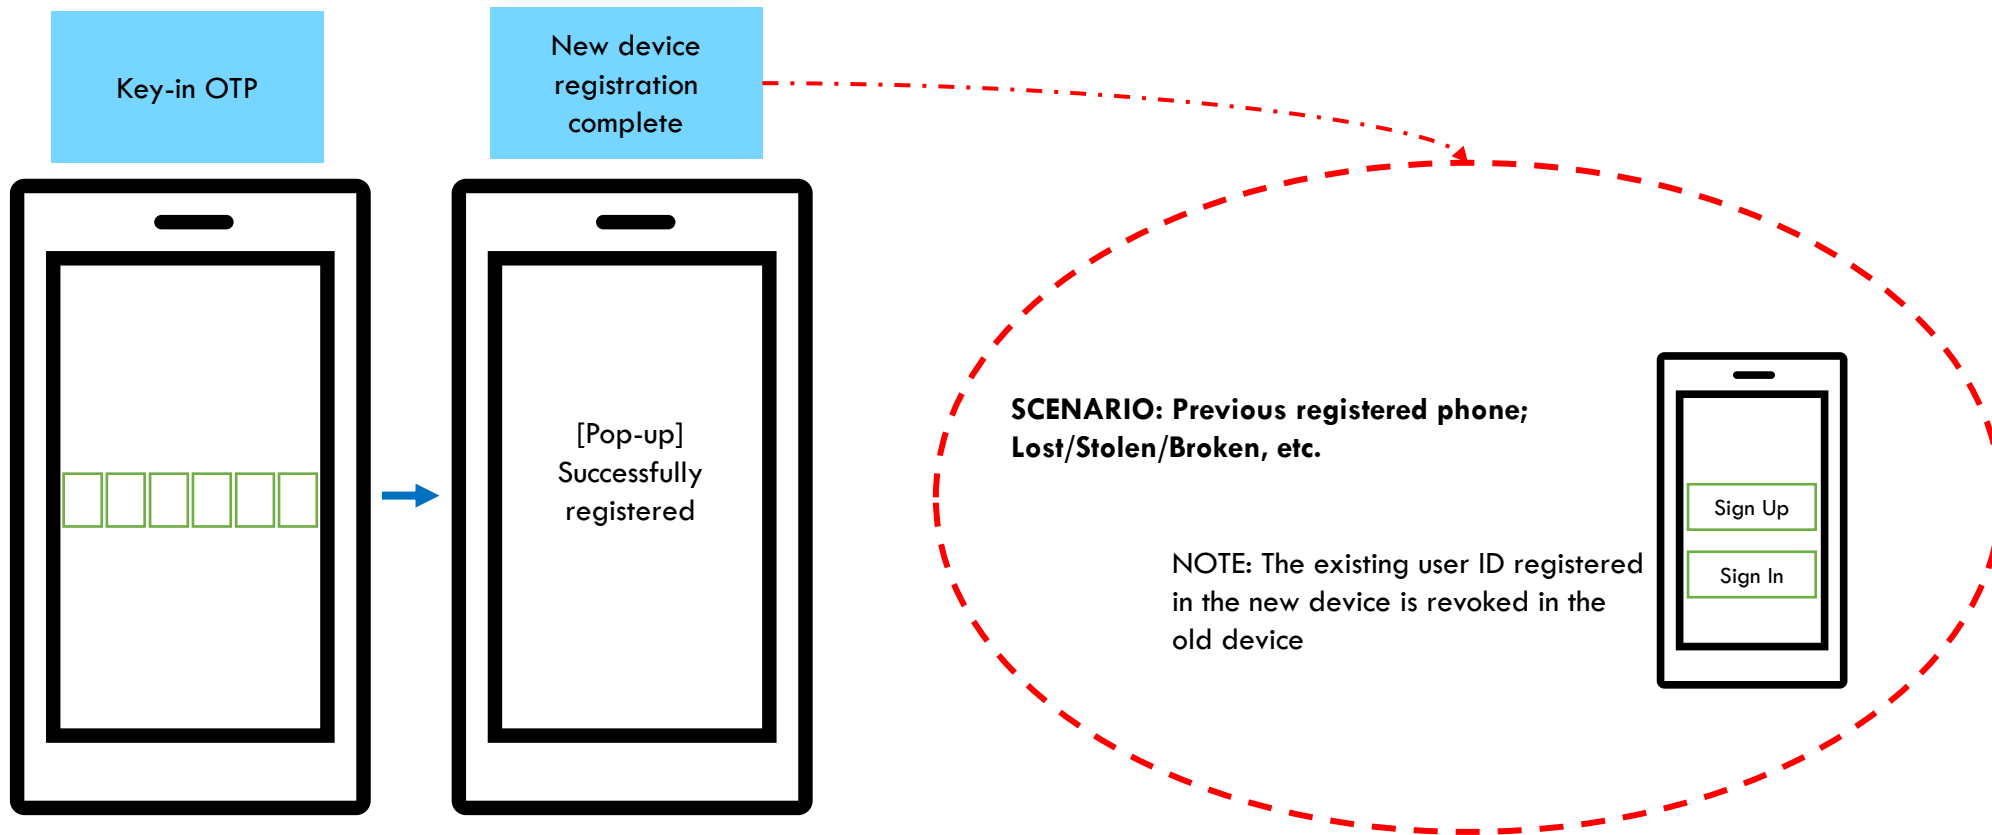 Key-in OTP
New device
registration
complete
[Pop-up]
Successfully
registered
SCENARIO: Previous registered phone;
Lost/Stolen/Broken, etc.
NOTE: The existing user ID registered
in the new device is revoked in the
old device
Sign Up
Sign In